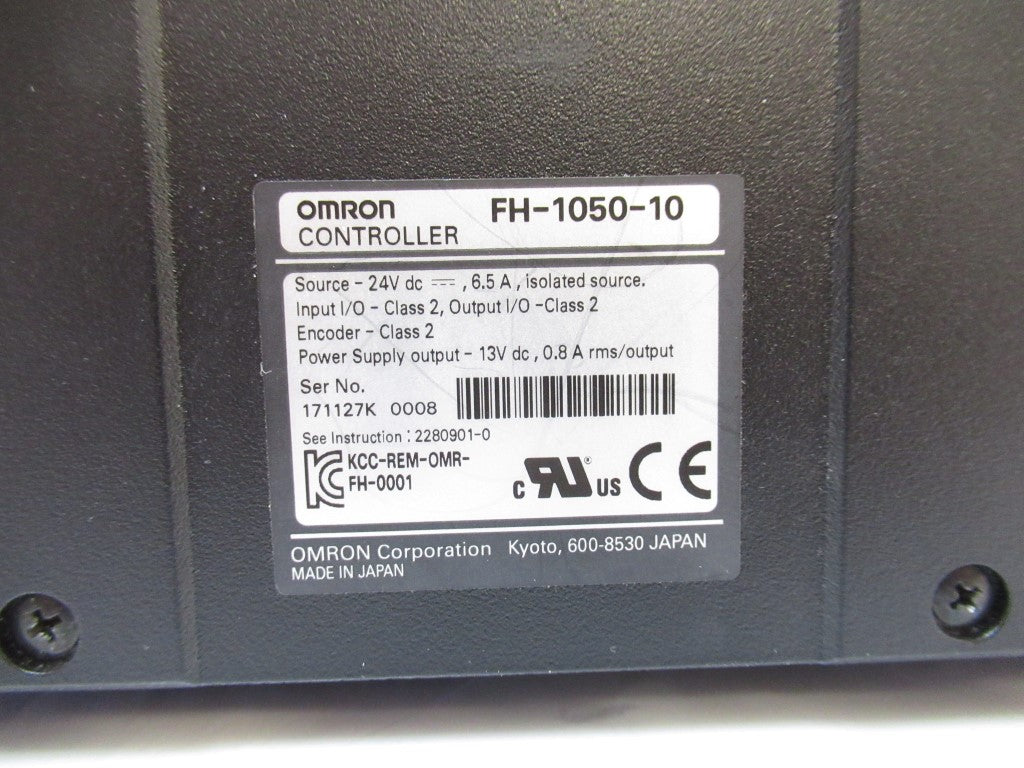 OMRON FH-1050-10
CONTROLLER
Source - 24V dc ⎓, 6.5 A, isolated source.
Input I/O - Class 2, Output I/O -Class 2
Encoder - Class 2
Power Supply output - 13V dc, 0.8 A rms/output
Ser No.
171127K 0008
See Instruction : 2280901-0
KCC-REM-OMR-
FH-0001
c RU us CE
OMRON Corporation Kyoto, 600-8530 JAPAN
MADE IN JAPAN